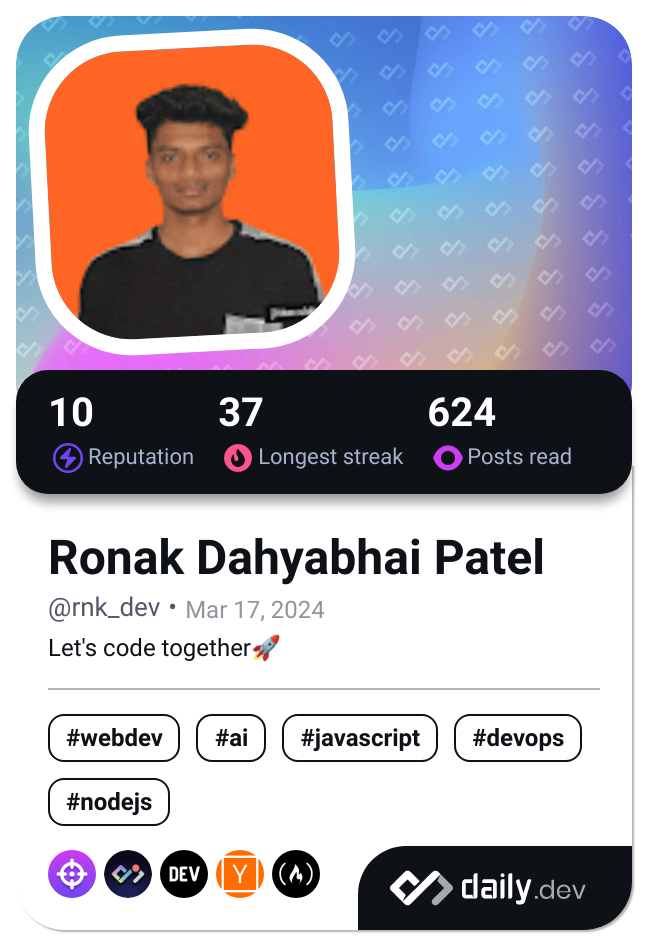 10 37 624
Reputation Longest streak Posts read
Ronak Dahyabhai Patel
@rnk_dev • Mar 17, 2024
Let's code together🚀
#webdev #ai #javascript #devops
#nodejs
DEV Y
daily.dev